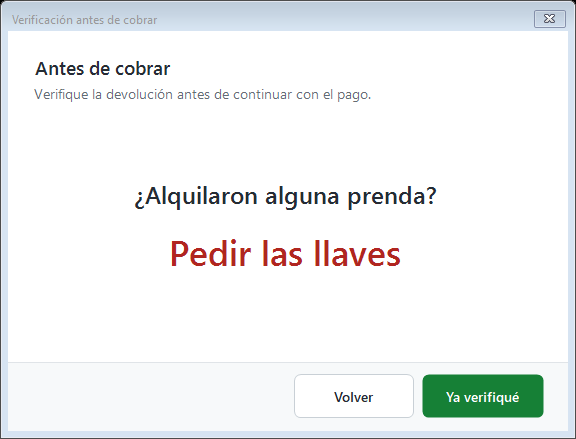 Verificación antes de cobrar
Antes de cobrar
Verifique la devolución antes de continuar con el pago.
¿Alquilaron alguna prenda?
Pedir las llaves
Volver
Ya verifiqué